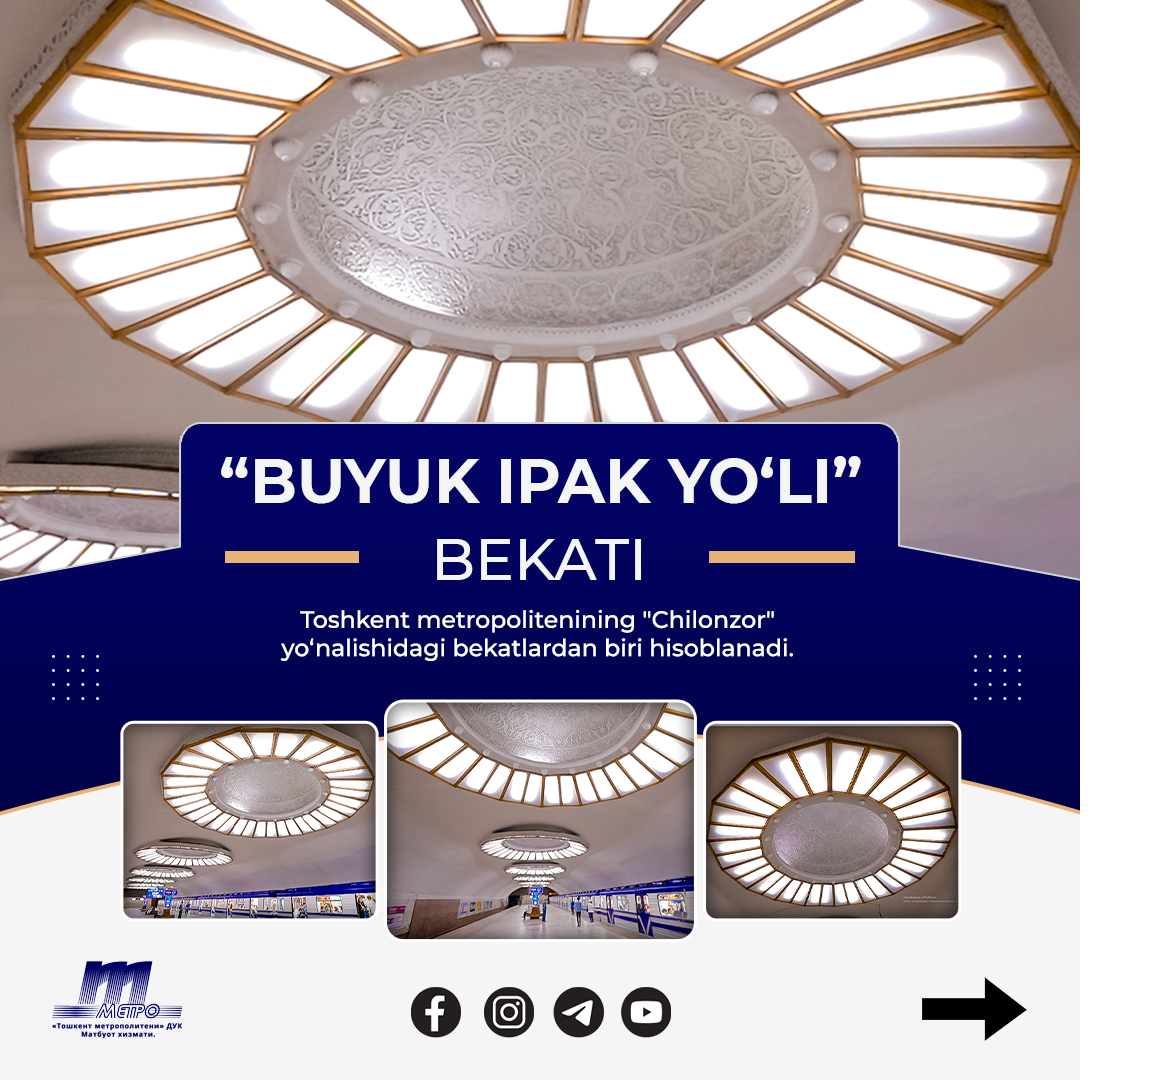 “BUYUK IPAK YO‘LI”
BEKATI
Toshkent metropolitenining "Chilonzor"
yo‘nalishidagi bekatlardan biri hisoblanadi.
МЕТРО
«Тошкент метрополитени» ДУК
Матбуот хизмати.